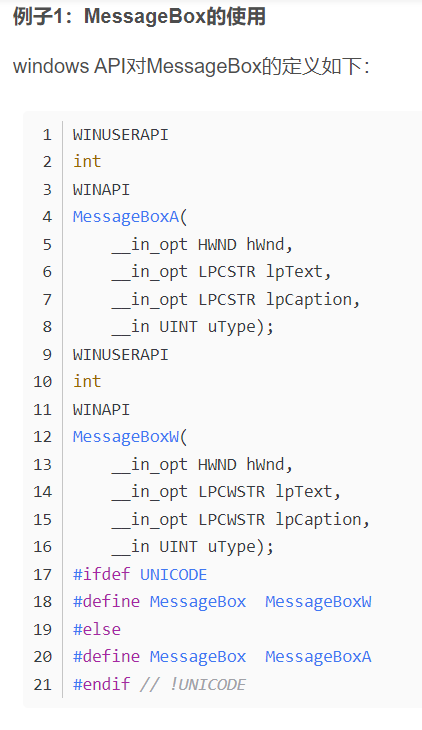 例子1：MessageBox的使用
windows API对MessageBox的定义如下：
1 WINUSERAPI
2 int
3 WINAPI
4 MessageBoxA(
5     __in_opt HWND hWnd,
6     __in_opt LPCSTR lpText,
7     __in_opt LPCSTR lpCaption,
8     __in UINT uType);
9 WINUSERAPI
10 int
11 WINAPI
12 MessageBoxW(
13     __in_opt HWND hWnd,
14     __in_opt LPCWSTR lpText,
15     __in_opt LPCWSTR lpCaption,
16     __in UINT uType);
17 #ifdef UNICODE
18 #define MessageBox  MessageBoxW
19 #else
20 #define MessageBox  MessageBoxA
21 #endif // !UNICODE